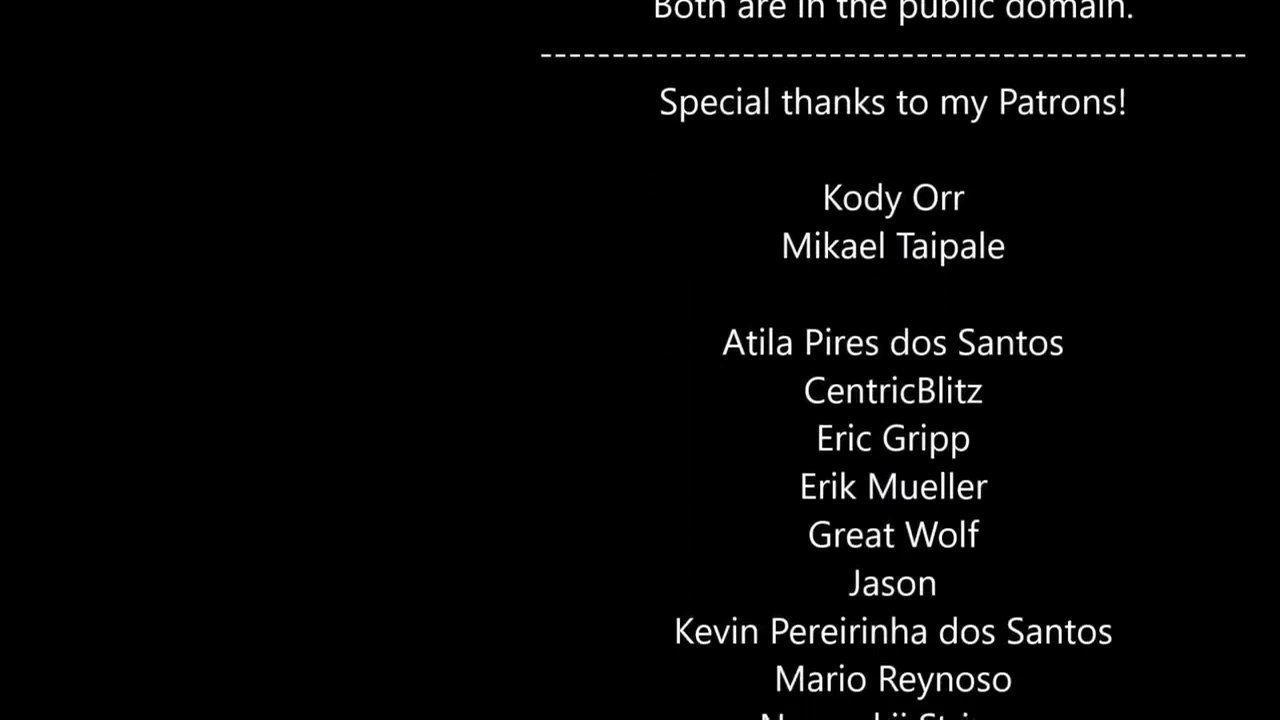 Both are in the public domain.
-------------------------------------------------
Special thanks to my Patrons!
Kody Orr
Mikael Taipale
Atila Pires dos Santos
CentricBlitz
Eric Gripp
Erik Mueller
Great Wolf
Jason
Kevin Pereirinha dos Santos
Mario Reynoso